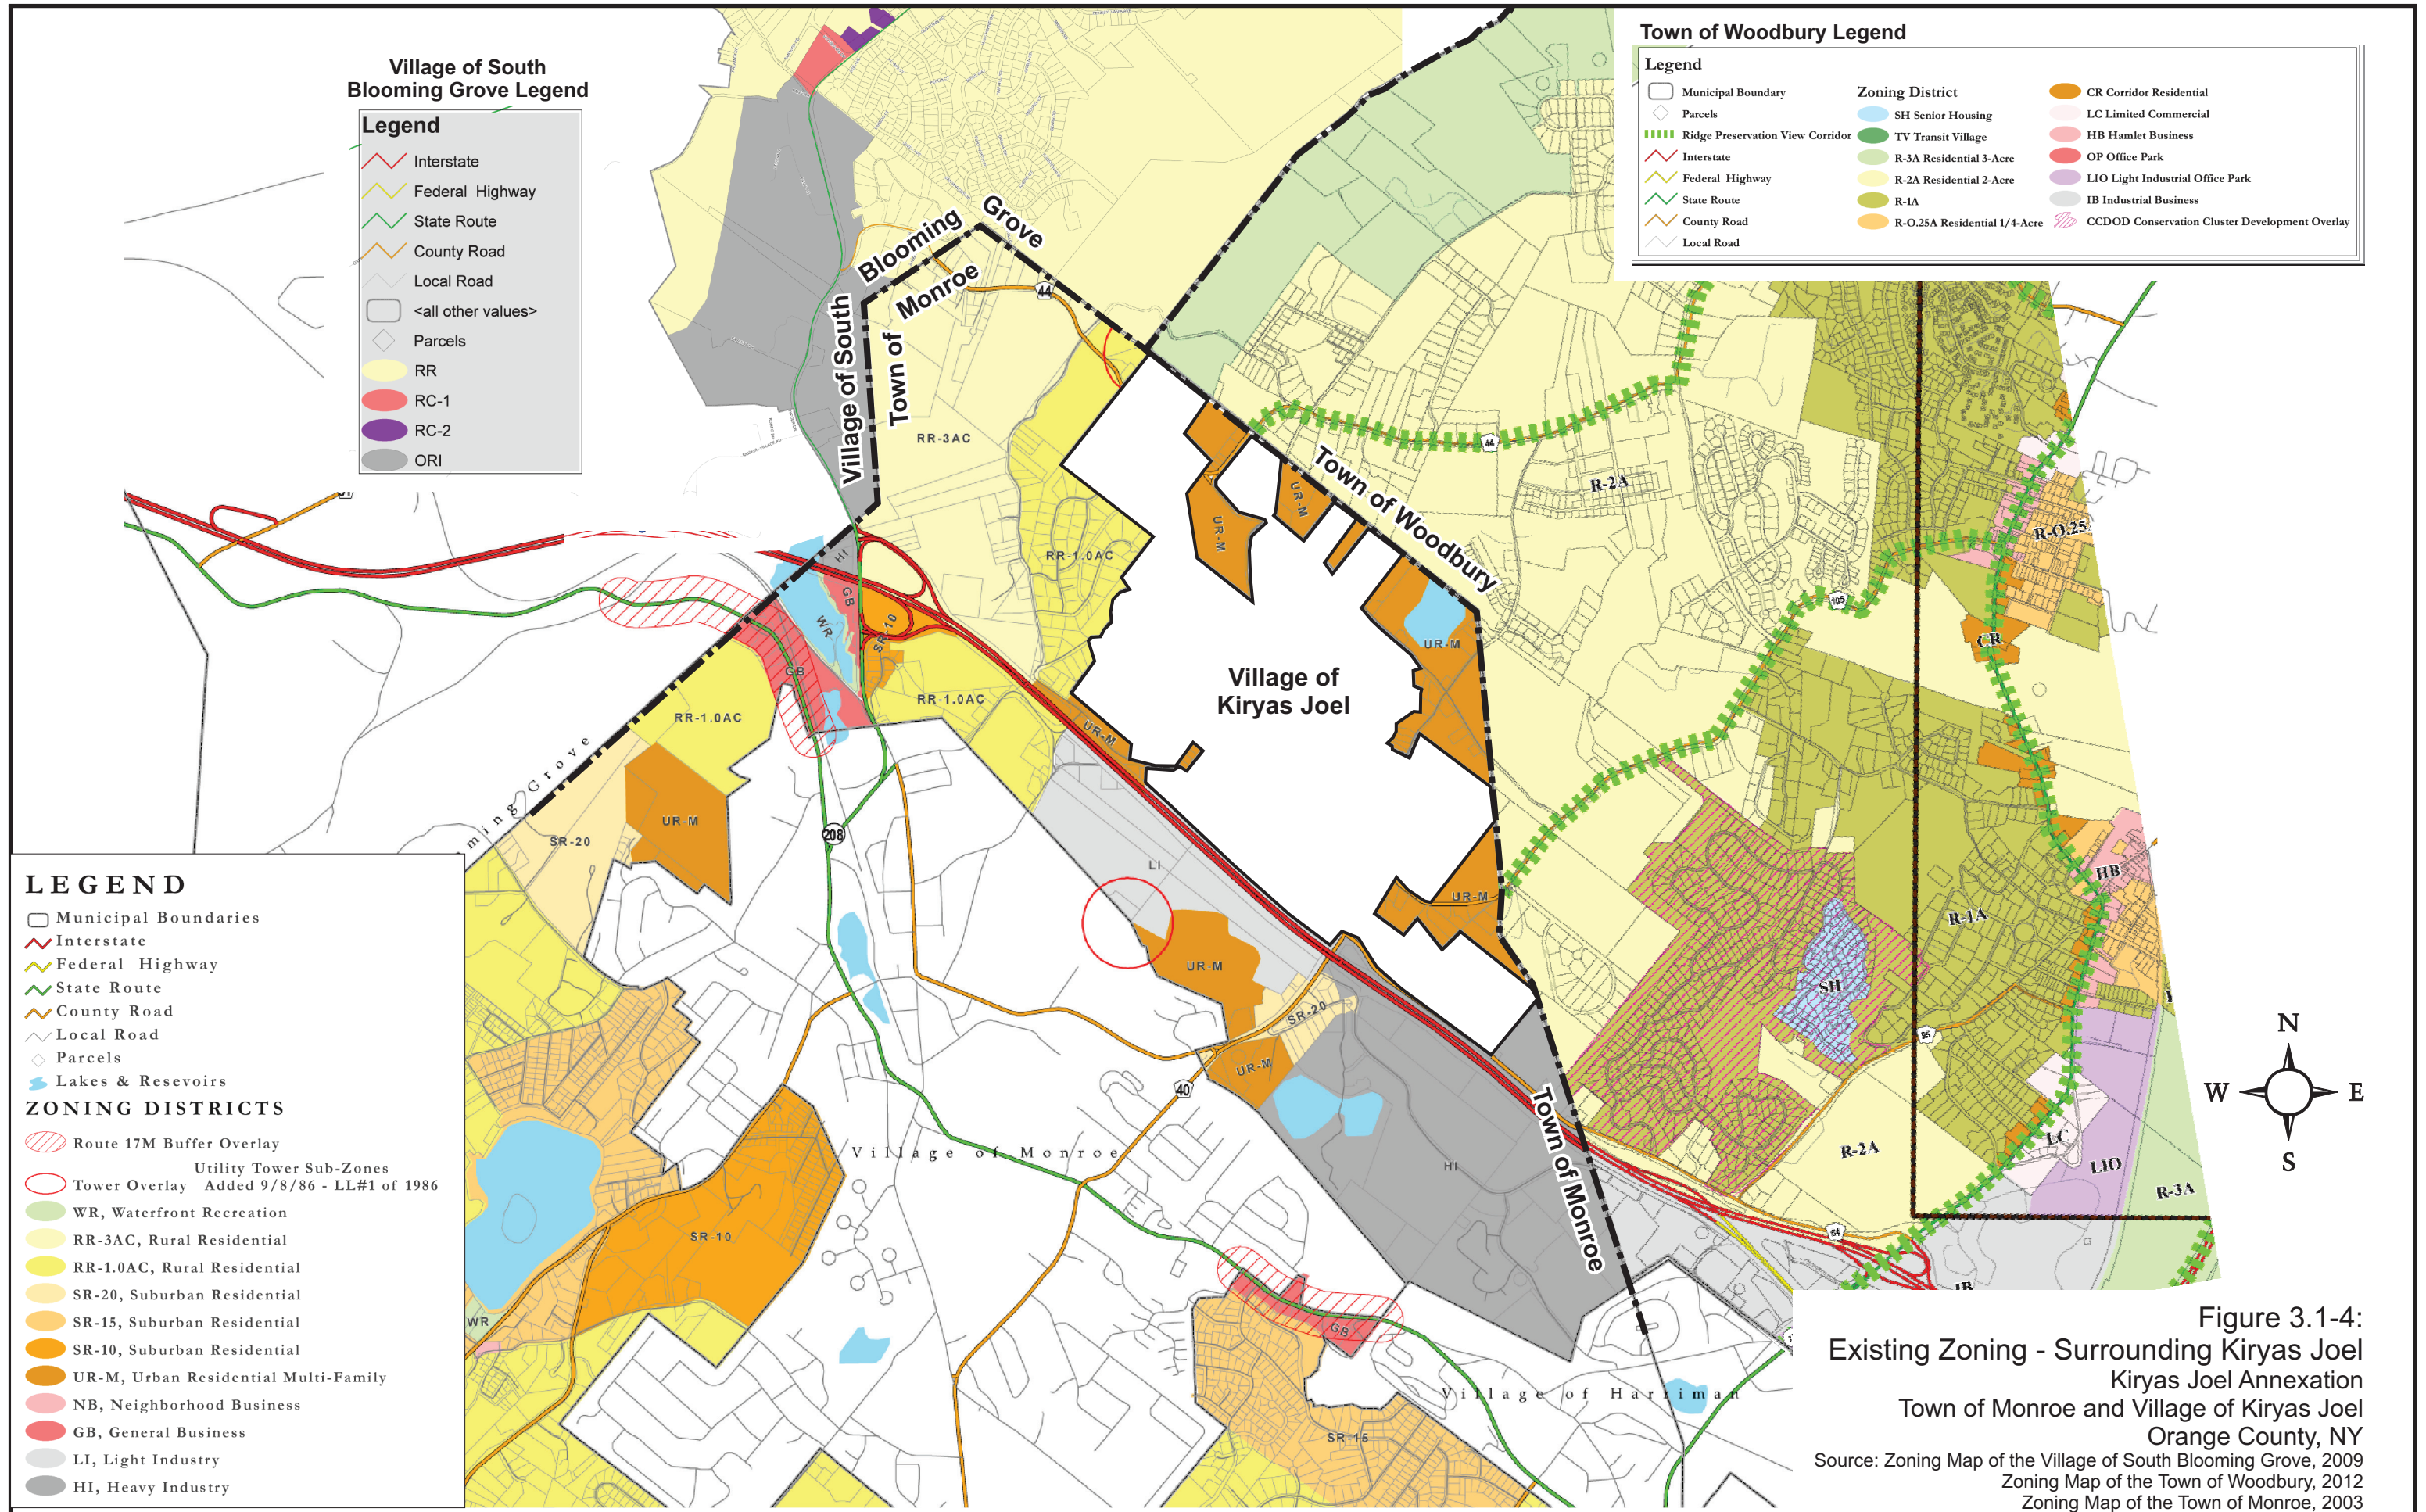 Village of South
Blooming Grove Legend
Legend
Interstate
Federal Highway
State Route
County Road
Local Road
<all other values>
Parcels
RR
RC-1
RC-2
ORI
Town of Woodbury Legend
Legend
Municipal Boundary
Parcels
Ridge Preservation View Corridor
Interstate
Federal Highway
State Route
County Road
Local Road
Zoning District
SH Senior Housing
TV Transit Village
R-3A Residential 3-Acre
R-2A Residential 2-Acre
R-1A
R-O.25A Residential 1/4-Acre
CR Corridor Residential
LC Limited Commercial
HB Hamlet Business
OP Office Park
LIO Light Industrial Office Park
IB Industrial Business
CCDOD Conservation Cluster Development Overlay
Blooming
Grove
Monroe
Town of
Village of South
44
RR-3AC
44
Town of Woodbury
R-2A
UR-M
UR-M
R-O.25
RR-1.0AC
HI
GB
WR
SR-10
105
CR
UR-M
Village of
Kiryas Joel
GB
RR-1.0AC
RR-1.0AC
UR-M
ming Grove
UR-M
SR-20
208
LI
HB
UR-M
R-1A
UR-M
SH
SR-20
UR-M
40
95
Town of Monroe
Village of Monroe
HI
R-2A
LC
LIO
R-3A
SR-10
64
IB
WR
GB
Village of Harriman
SR-15
N
W
E
S
LEGEND
Municipal Boundaries
Interstate
Federal Highway
State Route
County Road
Local Road
Parcels
Lakes & Resevoirs
ZONING DISTRICTS
Route 17M Buffer Overlay
Utility Tower Sub-Zones
Tower Overlay Added 9/8/86 - LL#1 of 1986
WR, Waterfront Recreation
RR-3AC, Rural Residential
RR-1.0AC, Rural Residential
SR-20, Suburban Residential
SR-15, Suburban Residential
SR-10, Suburban Residential
UR-M, Urban Residential Multi-Family
NB, Neighborhood Business
GB, General Business
LI, Light Industry
HI, Heavy Industry
Figure 3.1-4:
Existing Zoning - Surrounding Kiryas Joel
Kiryas Joel Annexation
Town of Monroe and Village of Kiryas Joel
Orange County, NY
Source: Zoning Map of the Village of South Blooming Grove, 2009
Zoning Map of the Town of Woodbury, 2012
Zoning Map of the Town of Monroe, 2003